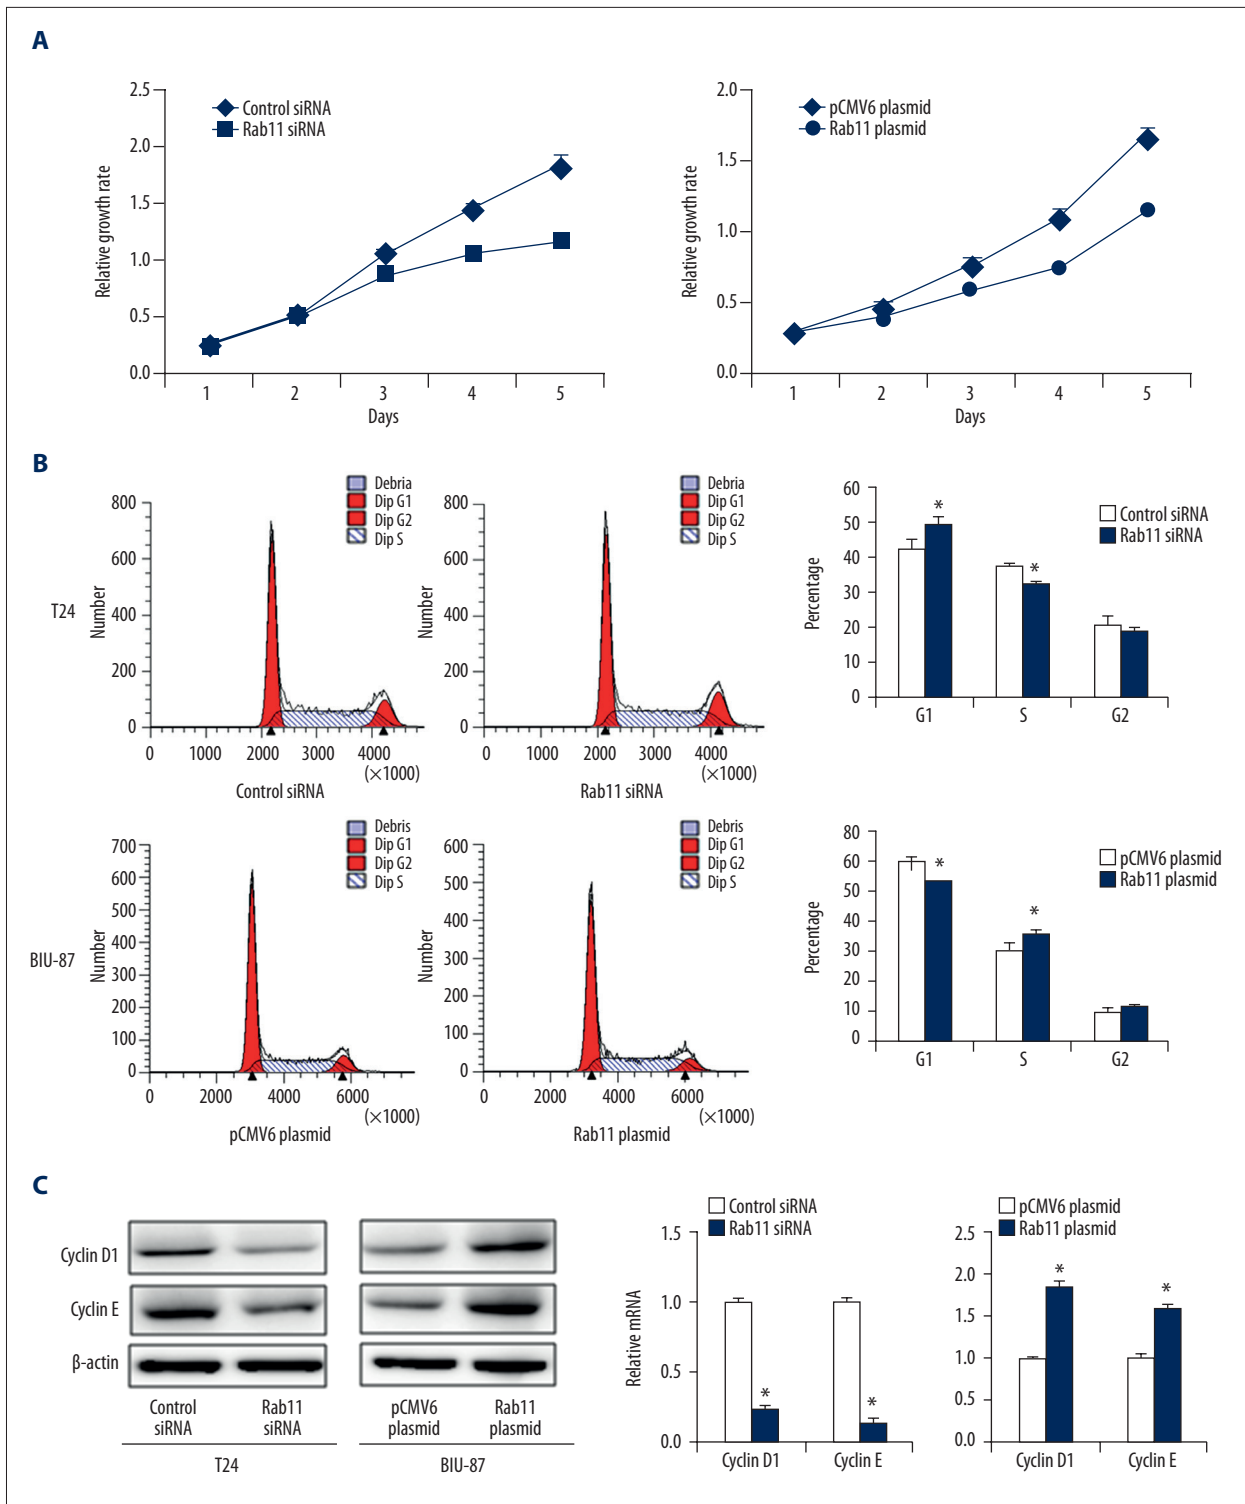 A
2.5
2.0
1.5
1.0
0.5
0.0
Relative growth rate
Control siRNA
Rab11 siRNA
1 2 3 4 5
Days
2.0
1.5
1.0
0.5
0.0
Relative growth rate
pCMV6 plasmid
Rab11 plasmid
1 2 3 4 5
Days
B
T24
800
600
400
200
0
Number
Debria
Dip G1
Dip G2
Dip S
0 1000 2000 3000 4000
(×1000)
Control siRNA
800
600
400
200
0
Number
Debria
Dip G1
Dip G2
Dip S
0 1000 2000 3000 4000
(×1000)
Rab11 siRNA
60
50
40
30
20
10
0
Percentage
Control siRNA
Rab11 siRNA
*
*
G1 S G2
BIU-87
700
600
500
400
300
200
100
0
Number
Debris
Dip G1
Dip G2
Dip S
0 2000 4000 6000
(×1000)
pCMV6 plasmid
600
500
400
300
200
100
0
Number
Debris
Dip G1
Dip G2
Dip S
0 2000 4000 6000
(×1000)
Rab11 plasmid
80
60
50
30
20
10
0
Percentage
pCMV6 plasmid
Rab11 plasmid
*
*
G1 S G2
C
Cyclin D1
Cyclin E
β-actin
Control siRNA
Rab11 siRNA
pCMV6 plasmid
Rab11 plasmid
T24
BIU-87
Control siRNA
Rab11 siRNA
1.5
1.0
0.5
0.0
Relative mRNA
*
*
Cyclin D1 Cyclin E
pCMV6 plasmid
Rab11 plasmid
2.5
2.0
1.5
1.0
0.5
0.0
*
*
Cyclin D1 Cyclin E